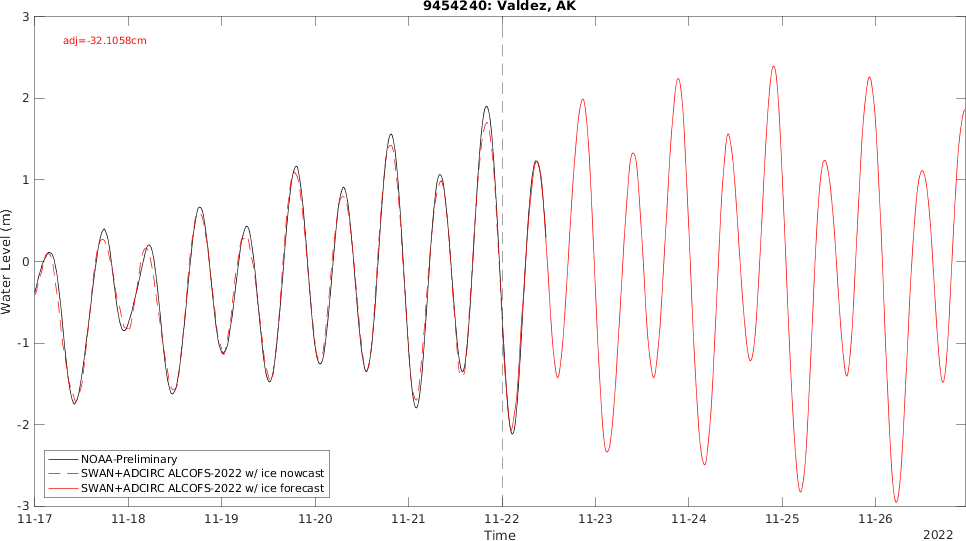 9454240: Valdez, AK
adj=-32.1058cm
3
2
1
0
-1
-2
-3
Water Level (m)
NOAA-Preliminary
SWAN+ADCIRC ALCOFS-2022 w/ ice nowcast
SWAN+ADCIRC ALCOFS-2022 w/ ice forecast
11-17 11-18 11-19 11-20 11-21 11-22 11-23 11-24 11-25 11-26
Time
2022